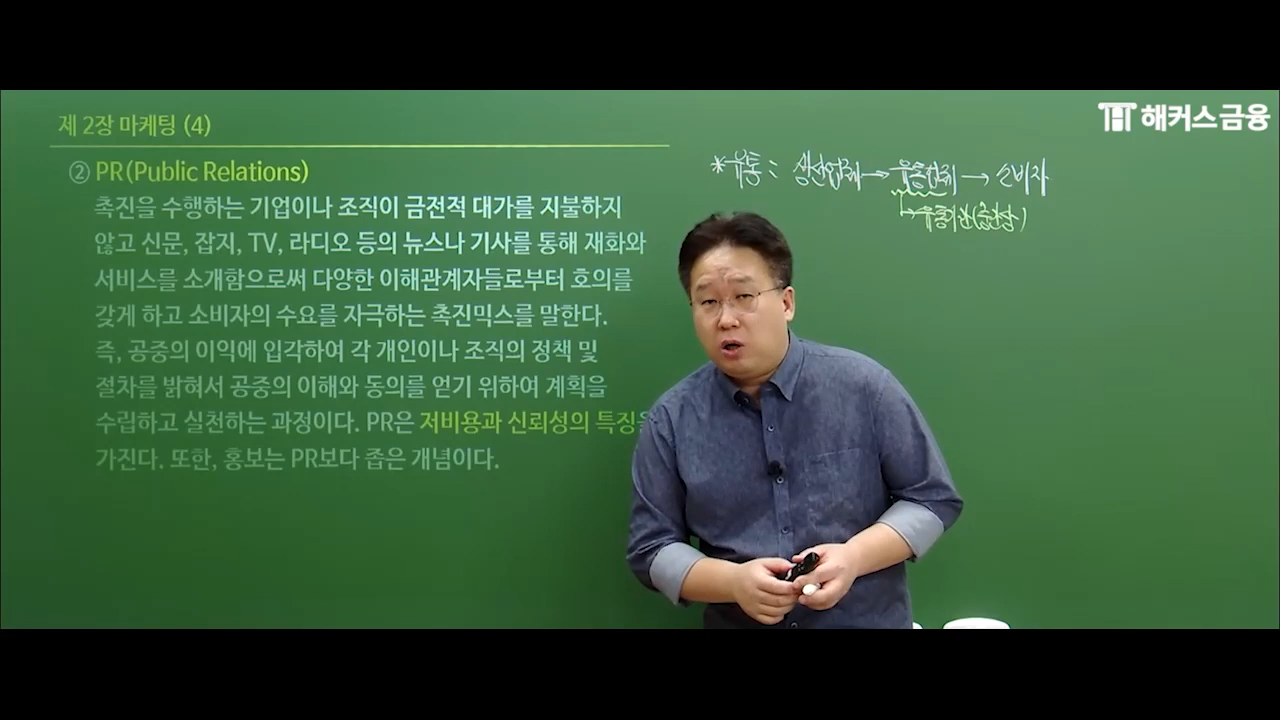 제 2장 마케팅 (4)
해커스금융
② PR(Public Relations)
촉진을 수행하는 기업이나 조직이 금전적 대가를 지불하지
않고 신문, 잡지, TV, 라디오 등의 뉴스나 기사를 통해 재화와
서비스를 소개함으로써 다양한 이해관계자들로부터 호의를
갖게 하고 소비자의 수요를 자극하는 촉진믹스를 말한다.
즉, 공중의 이익에 입각하여 각 개인이나 조직의 정책 및
절차를 밝혀서 공중의 이해와 동의를 얻기 위하여 계획을
수립하고 실천하는 과정이다. PR은 저비용과 신뢰성의 특징을
가진다. 또한, 홍보는 PR보다 좁은 개념이다.
*유통: 생산업체 → 유통업체 → 소비자